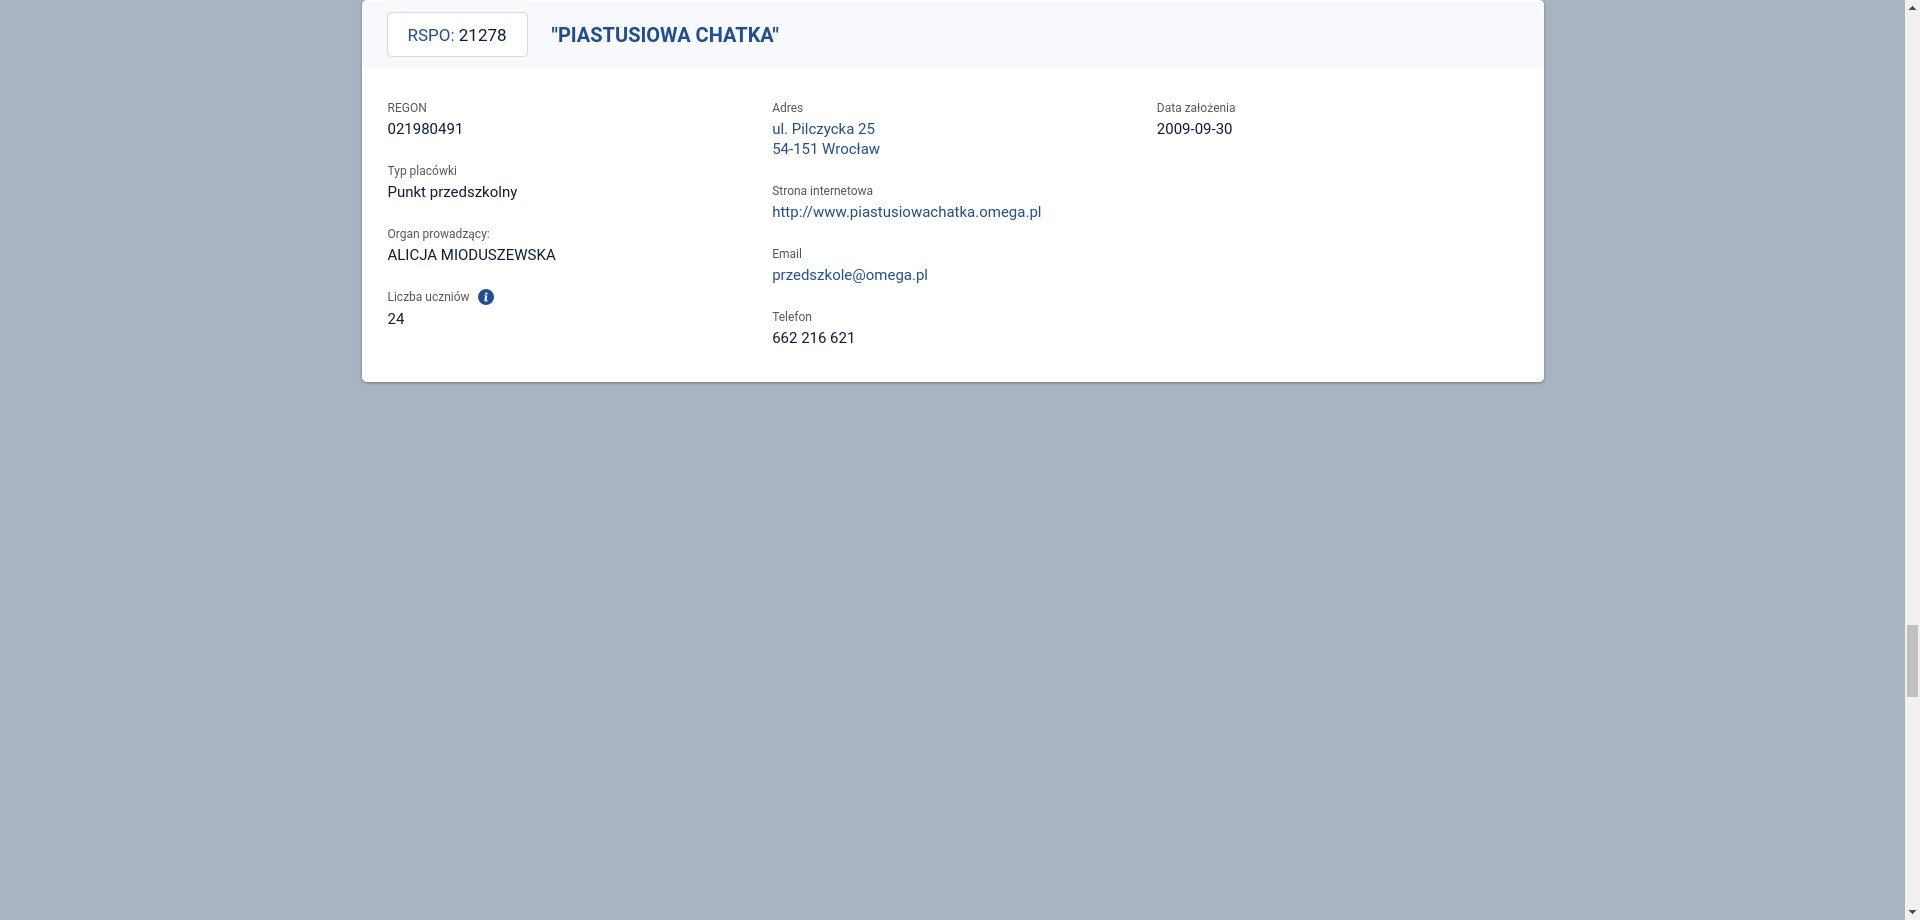 RSPO: 21278
"PIASTUSIOWA CHATKA"
REGON
021980491
Typ placówki
Punkt przedszkolny
Organ prowadzący:
ALICJA MIODUSZEWSKA
Liczba uczniów
24
Adres
ul. Pilczycka 25
54-151 Wrocław
Strona internetowa
http://www.piastusiowachatka.omega.pl
Email
przedszkole@omega.pl
Telefon
662 216 621
Data założenia
2009-09-30